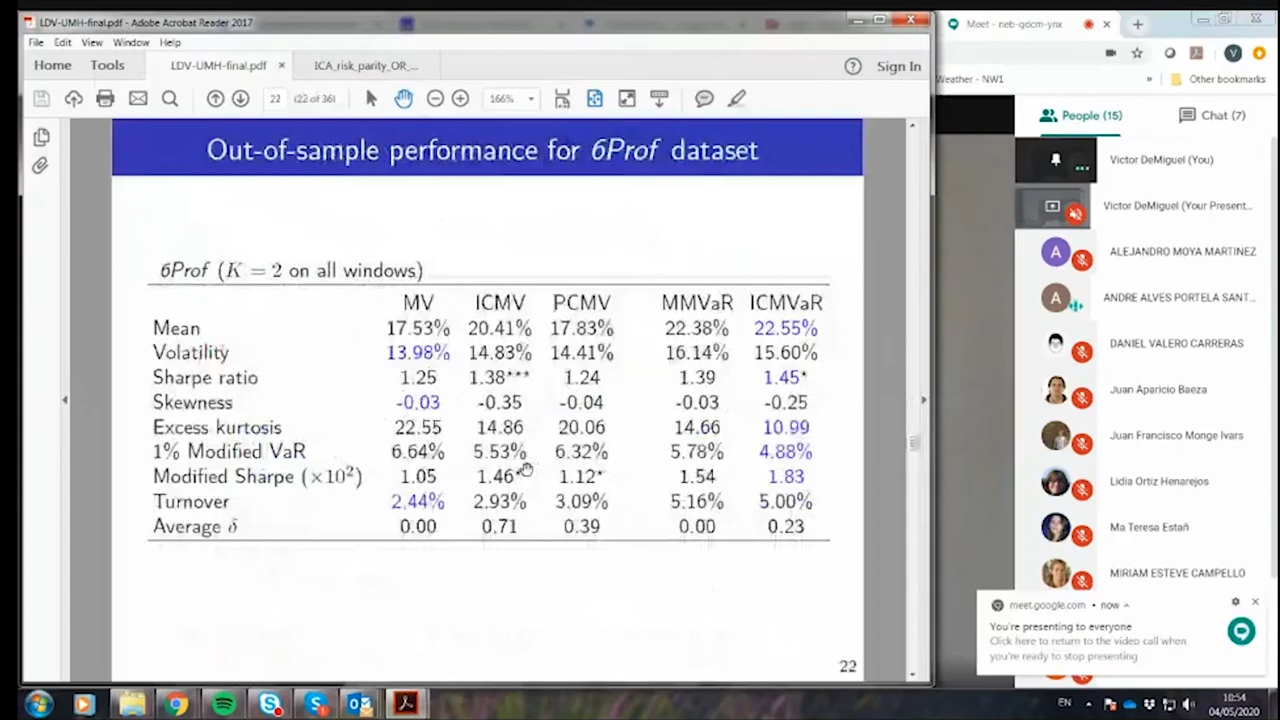 LDV-UMH-final.pdf - Adobe Acrobat Reader 2017
File Edit View Window Help
Home Tools LDV-UMH-final.pdf × ICA_risk_parity_OR_... Sign In
22 (22 of 36) 166%
Out-of-sample performance for 6Prof dataset
6Prof (K = 2 on all windows)
MV ICMV PCMV MMVaR ICMVaR
Mean 17.53% 20.41% 17.83% 22.38% 22.55%
Volatility 13.98% 14.83% 14.41% 16.14% 15.60%
Sharpe ratio 1.25 1.38*** 1.24 1.39 1.45*
Skewness -0.03 -0.35 -0.04 -0.03 -0.25
Excess kurtosis 22.55 14.86 20.06 14.66 10.99
1% Modified VaR 6.64% 5.53% 6.32% 5.78% 4.88%
Modified Sharpe (×10²) 1.05 1.46* 1.12* 1.54 1.83
Turnover 2.44% 2.93% 3.09% 5.16% 5.00%
Average δ 0.00 0.71 0.39 0.00 0.23
22
Meet - neb-gdcm-ynx
Weather - NW1 » Other bookmarks
V
People (15) Chat (7)
Victor DeMiguel (You)
Victor DeMiguel (Your Present...
A ALEJANDRO MOYA MARTINEZ
A ANDRE ALVES PORTELA SANT...
DANIEL VALERO CARRERAS
Juan Aparicio Baeza
Juan Francisco Monge Ivars
Lidia Ortiz Henarejos
Ma Teresa Estañ
MIRIAM ESTEVE CAMPELLO
meet.google.com • now
You're presenting to everyone
Click here to return to the video call when
you're ready to stop presenting
EN
10:54
04/05/2020